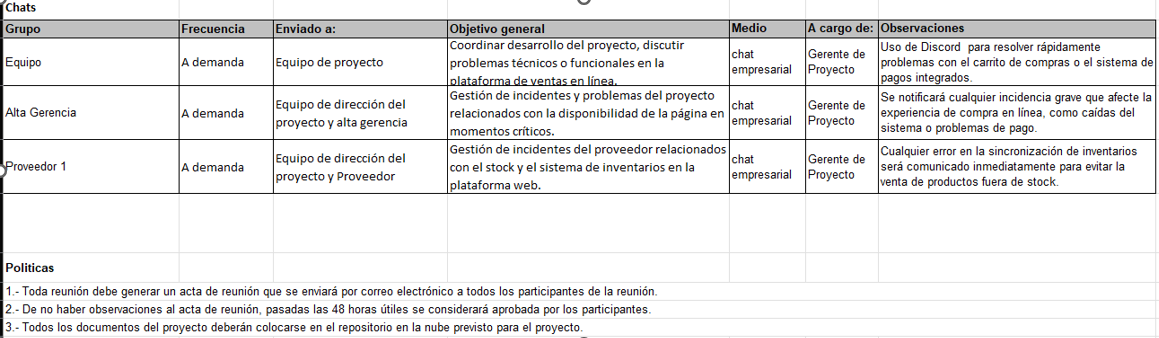 Chats
Grupo Frecuencia Enviado a: Objetivo general Medio A cargo de: Observaciones
Equipo A demanda Equipo de proyecto
Coordinar desarrollo del proyecto, discutir
problemas técnicos o funcionales en la
plataforma de ventas en línea.
chat
empresarial
Gerente de
Proyecto
Uso de Discord para resolver rápidamente
problemas con el carrito de compras o el sistema de
pagos integrados.
Alta Gerencia A demanda
Equipo de dirección del
proyecto y alta gerencia
Gestión de incidentes y problemas del proyecto
relacionados con la disponibilidad de la página en
momentos críticos.
chat
empresarial
Gerente de
Proyecto
Se notificará cualquier incidencia grave que afecte la
experiencia de compra en línea, como caídas del
sistema o problemas de pago.
Proveedor 1 A demanda
Equipo de dirección del
proyecto y Proveedor
Gestión de incidentes del proveedor relacionados
con el stock y el sistema de inventarios en la
plataforma web.
chat
empresarial
Gerente de
Proyecto
Cualquier error en la sincronización de inventarios
será comunicado inmediatamente para evitar la
venta de productos fuera de stock.
Politicas
1.- Toda reunión debe generar un acta de reunión que se enviará por correo electrónico a todos los participantes de la reunión.
2.- De no haber observaciones al acta de reunión, pasadas las 48 horas útiles se considerará aprobada por los participantes.
3.- Todos los documentos del proyecto deberán colocarse en el repositorio en la nube previsto para el proyecto.